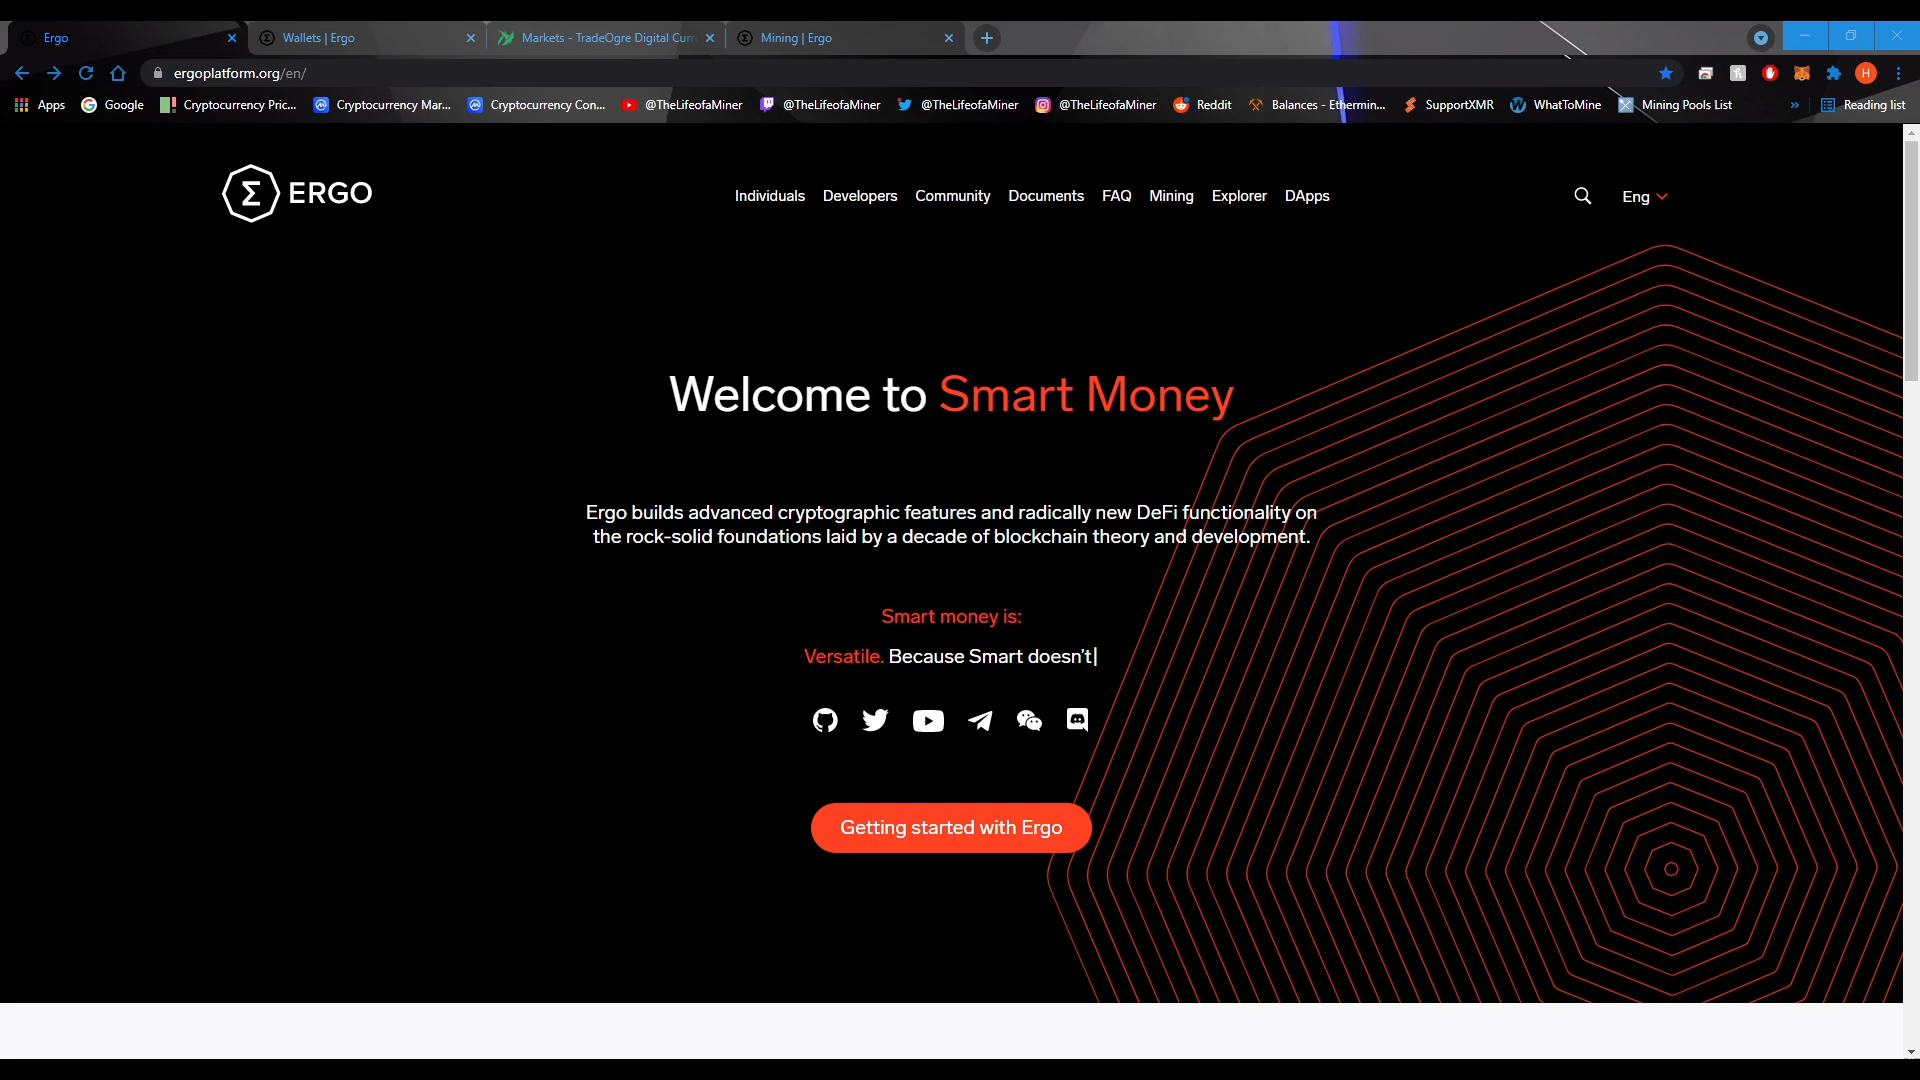 Ergo
Wallets | Ergo
Markets - TradeOgre Digital Curr
Mining | Ergo
ergoplatform.org/en/
H
Apps
Google
Cryptocurrency Pric...
Cryptocurrency Mar...
Cryptocurrency Con...
@TheLifeofaMiner
@TheLifeofaMiner
@TheLifeofaMiner
@TheLifeofaMiner
Reddit
Balances - Ethermin...
SupportXMR
WhatToMine
Mining Pools List
»
Reading list
Σ ERGO
Individuals
Developers
Community
Documents
FAQ
Mining
Explorer
DApps
Eng
Welcome to Smart Money
Ergo builds advanced cryptographic features and radically new DeFi functionality on
the rock-solid foundations laid by a decade of blockchain theory and development.
Smart money is:
Versatile. Because Smart doesn't|
Getting started with Ergo